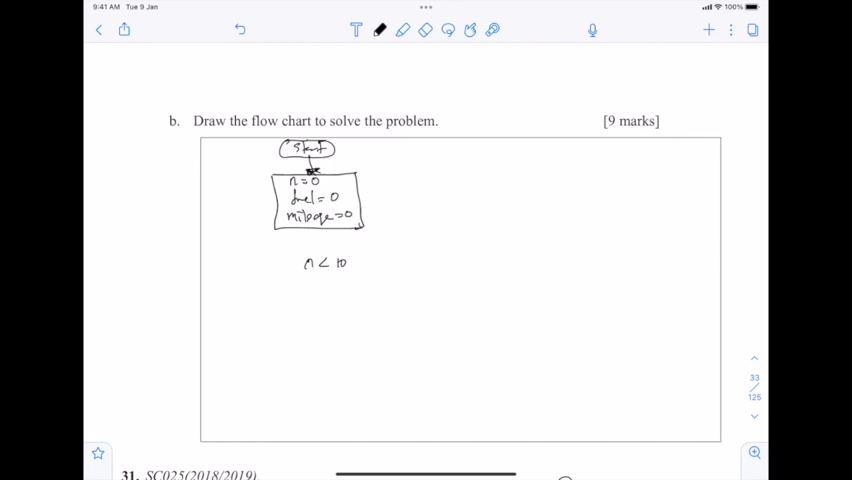 9:41 AM Tue 9 Jan
100%
T
b. Draw the flow chart to solve the problem. [9 marks]
start
n = 0
fuel = 0
mileage = 0
n < 10
33
125
31. SC025(2018/2019).